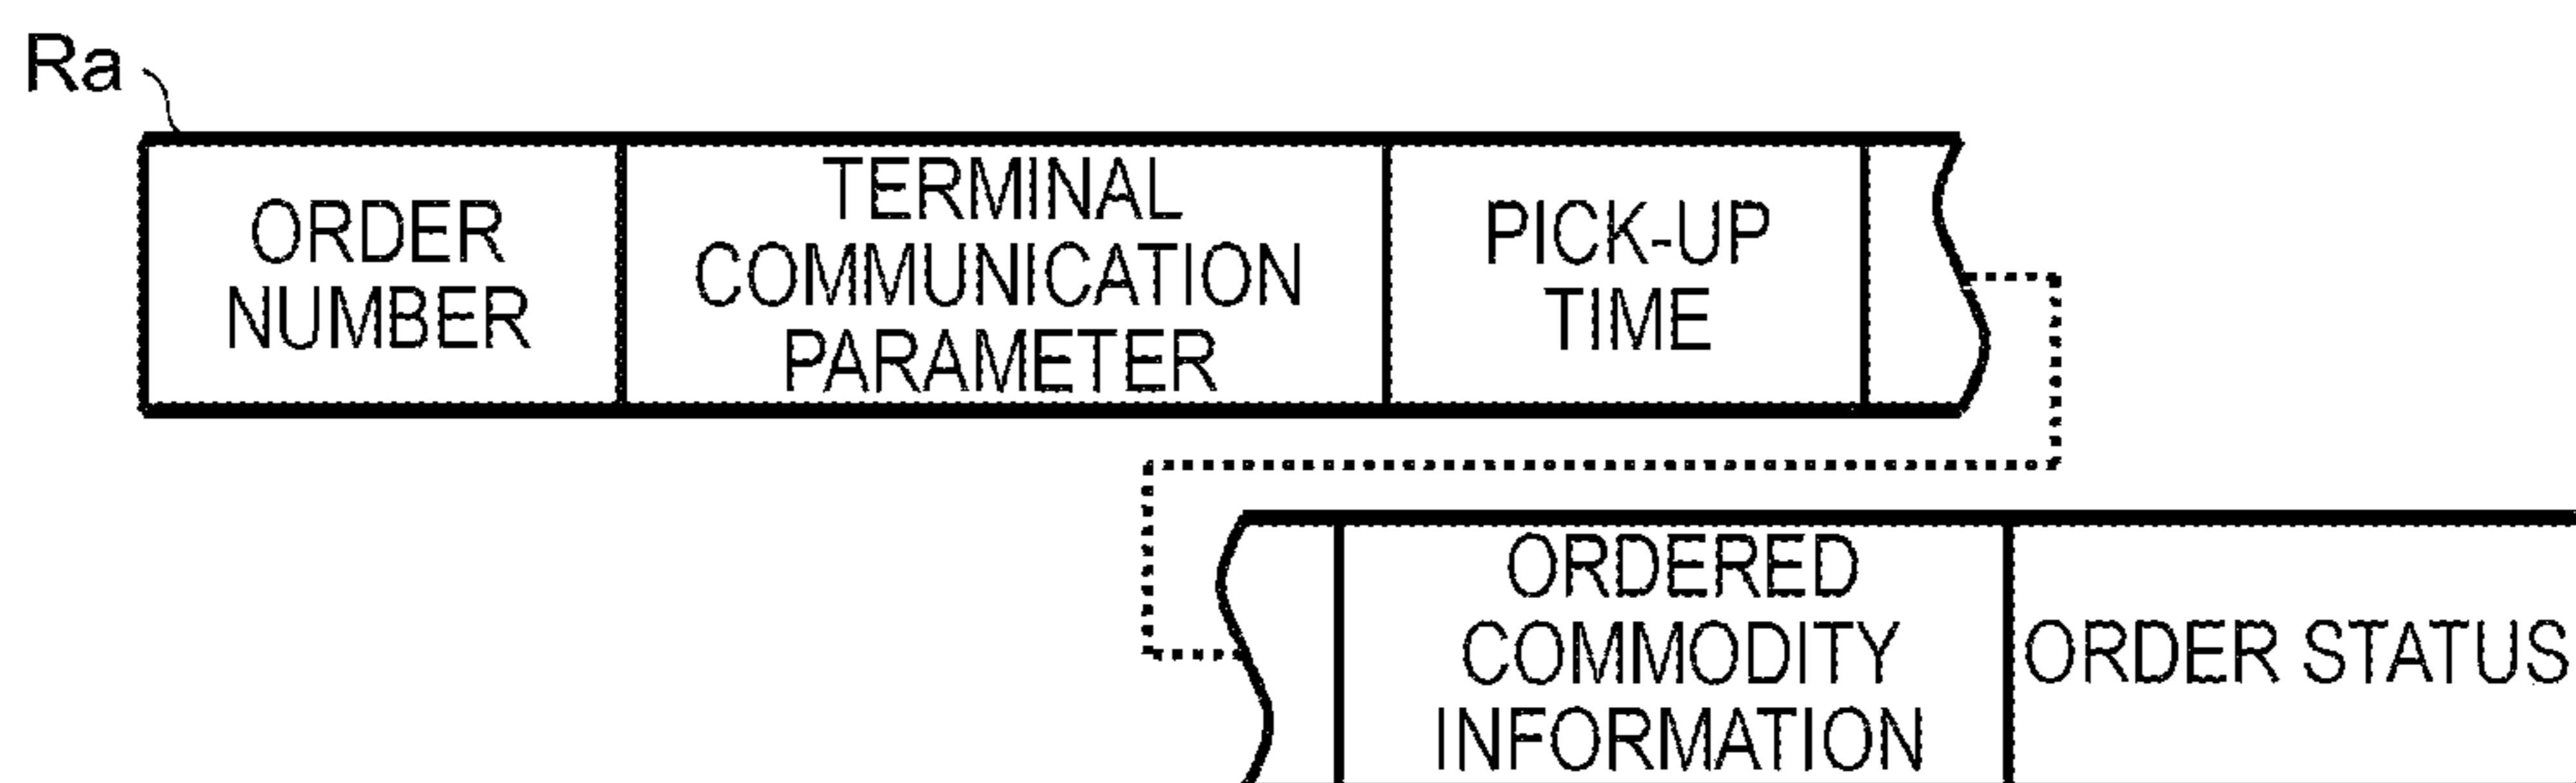 Ra
ORDER
NUMBER
TERMINAL
COMMUNICATION
PARAMETER
PICK-UP
TIME
ORDERED
COMMODITY
INFORMATION
ORDER STATUS